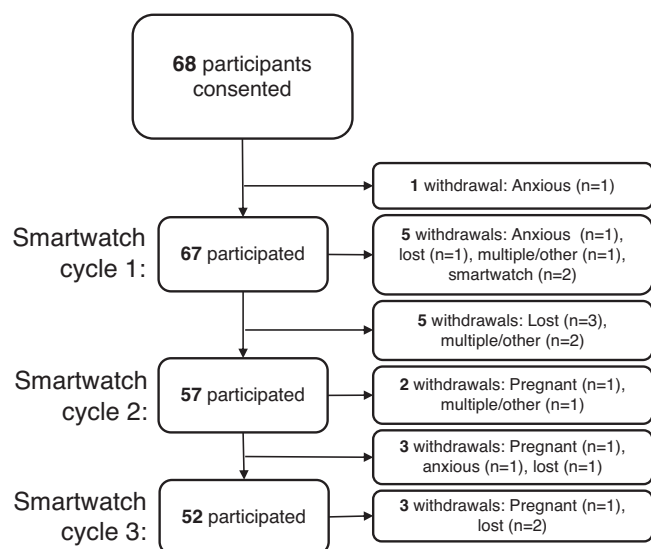 68 participants
consented
1 withdrawal: Anxious (n=1)
Smartwatch
cycle 1:
67 participated
5 withdrawals: Anxious (n=1),
lost (n=1), multiple/other (n=1),
smartwatch (n=2)
5 withdrawals: Lost (n=3),
multiple/other (n=2)
Smartwatch
cycle 2:
57 participated
2 withdrawals: Pregnant (n=1),
multiple/other (n=1)
3 withdrawals: Pregnant (n=1),
anxious (n=1), lost (n=1)
Smartwatch
cycle 3:
52 participated
3 withdrawals: Pregnant (n=1),
lost (n=2)